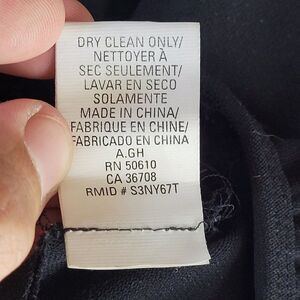 DRY CLEAN ONLY/
NETTOYER À
SEC SEULEMENT/
LAVAR EN SECO
SOLAMENTE
MADE IN CHINA/
FABRIQUE EN CHINE/
FABRICADO EN CHINA
A.GH
RN 50610
CA 36708
RMID # S3NY67T